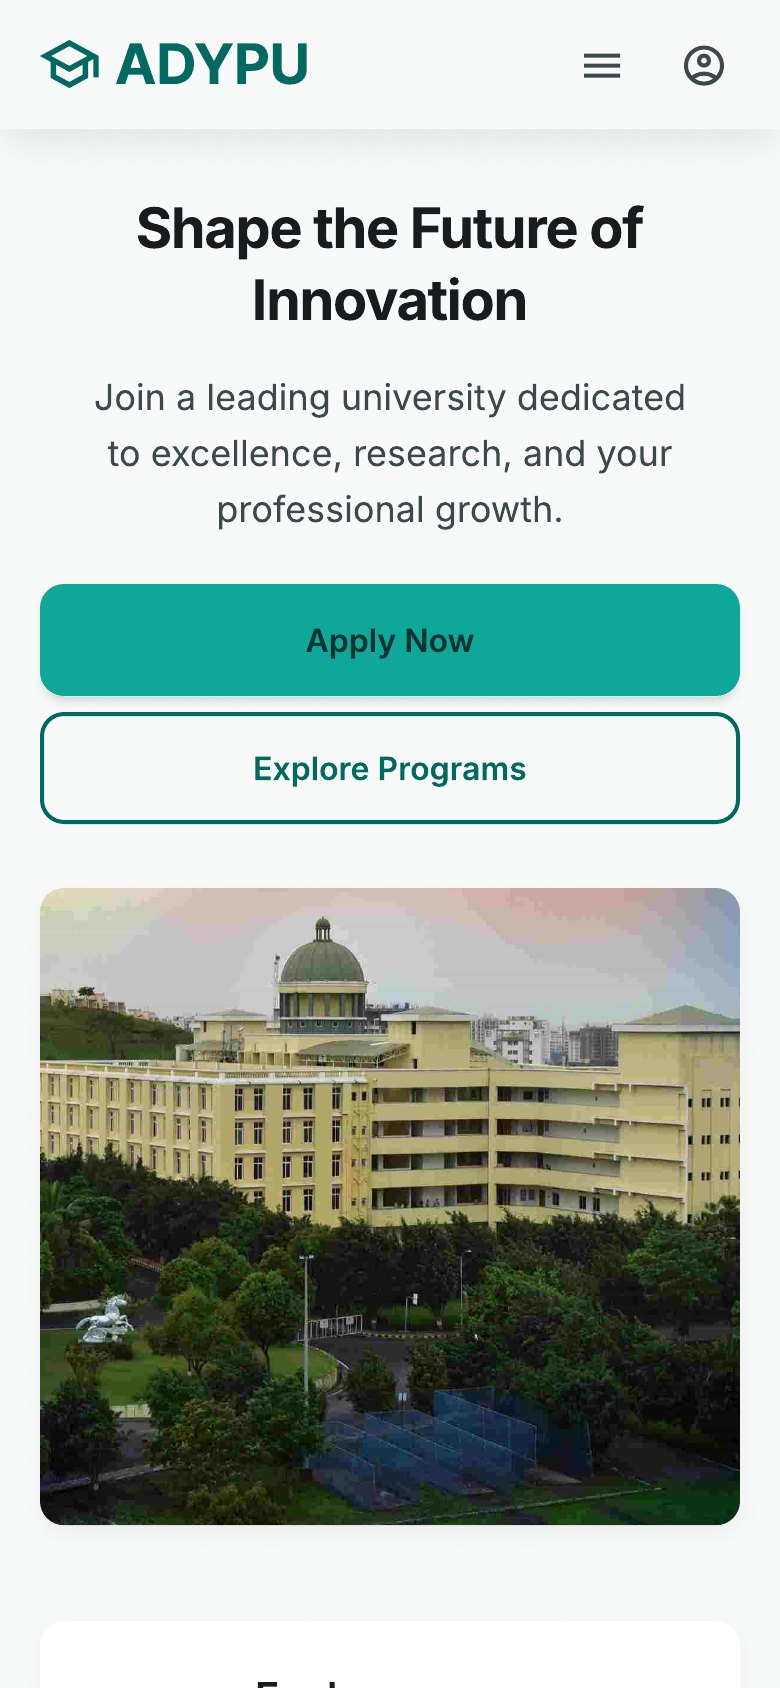 ADYPU
Shape the Future of
Innovation
Join a leading university dedicated
to excellence, research, and your
professional growth.
Apply Now
Explore Programs